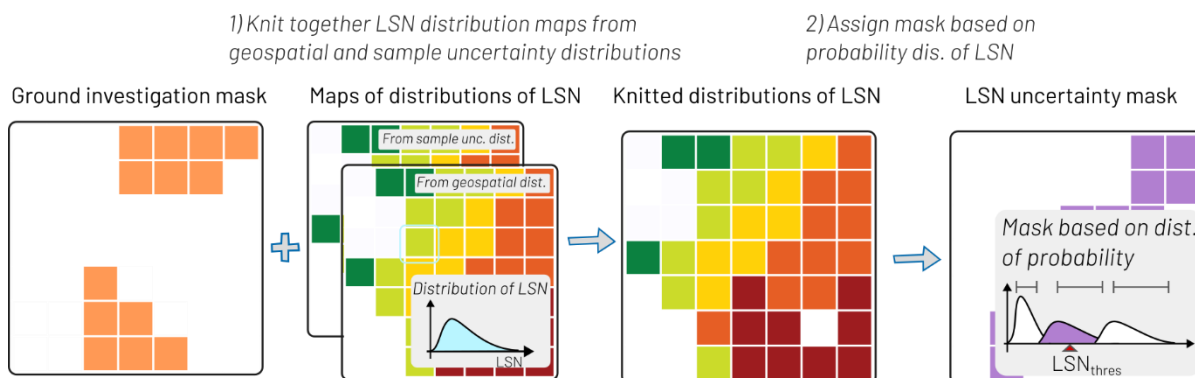 1) Knit together LSN distribution maps from
geospatial and sample uncertainty distributions
2) Assign mask based on
probability dis. of LSN
Ground investigation mask
Maps of distributions of LSN
Knitted distributions of LSN
LSN uncertainty mask
From sample unc. dist.
From geospatial dist.
Distribution of LSN
LSN
Mask based on dist.
of probability
LSNthres